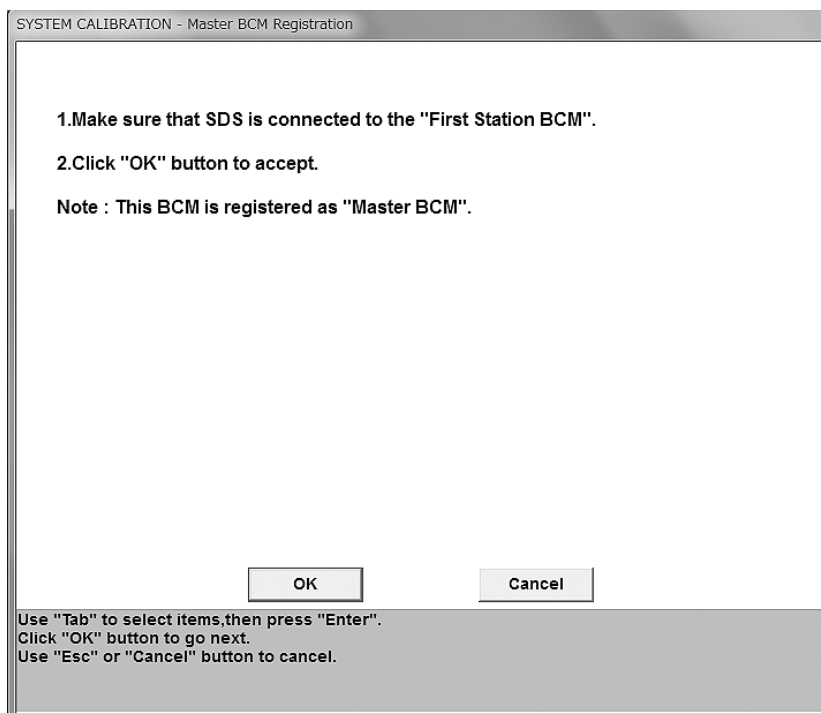 SYSTEM CALIBRATION - Master BCM Registration
1.Make sure that SDS is connected to the "First Station BCM".
2.Click "OK" button to accept.
Note : This BCM is registered as "Master BCM".
OK Cancel
Use "Tab" to select items,then press "Enter".
Click "OK" button to go next.
Use "Esc" or "Cancel" button to cancel.